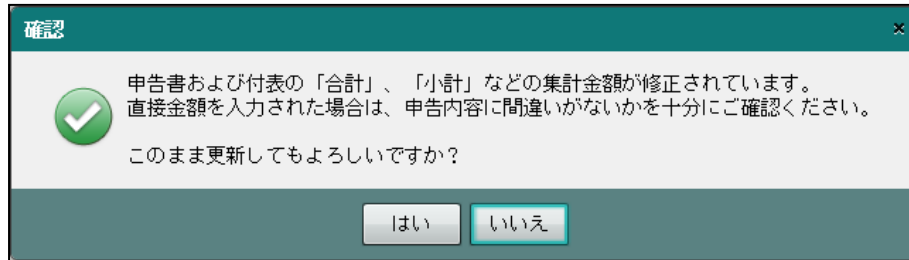 確認
×
申告書および付表の「合計」、「小計」などの集計金額が修正されています。
直接金額を入力された場合は、申告内容に間違いがないかを十分にご確認ください。
このまま更新してもよろしいですか？
はい
いいえ